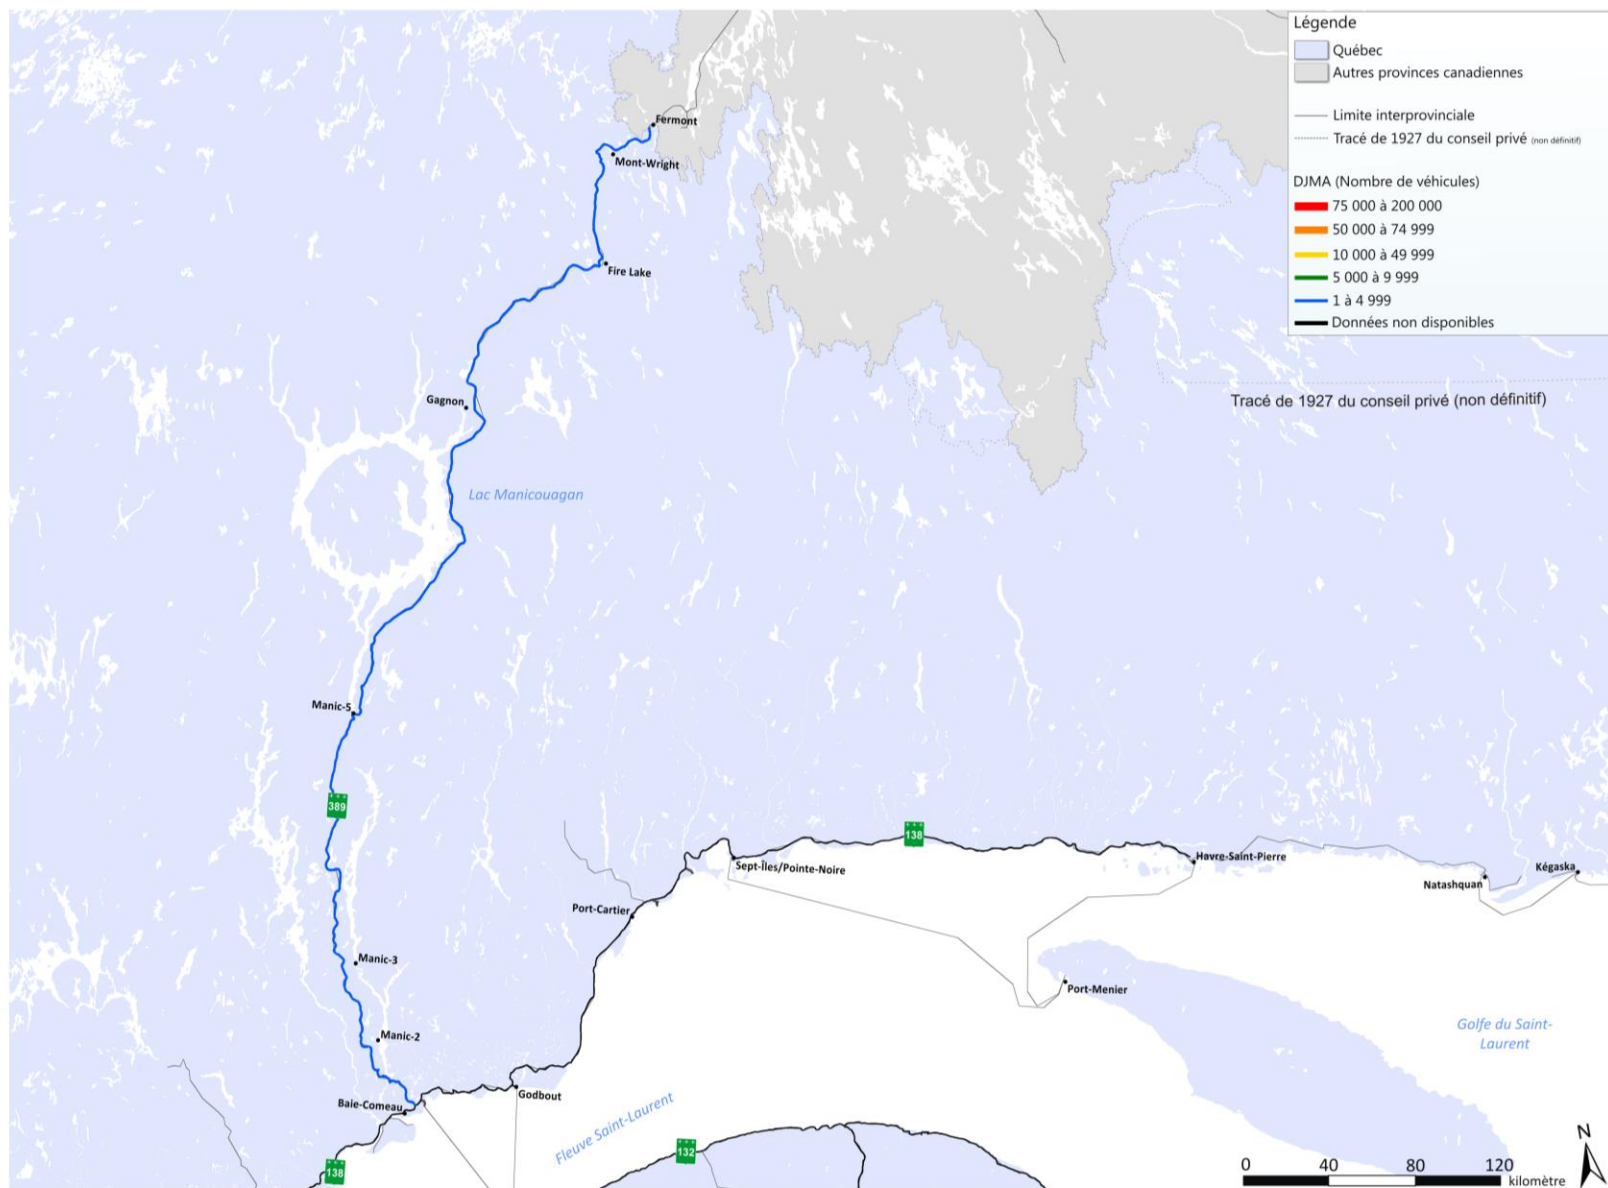 Légende
Québec
Autres provinces canadiennes
Limite interprovinciale
Tracé de 1927 du conseil privé (non définitif)
DJMA (Nombre de véhicules)
75 000 à 200 000
50 000 à 74 999
10 000 à 49 999
5 000 à 9 999
1 à 4 999
Données non disponibles
Fermont
Mont-Wright
Fire Lake
Tracé de 1927 du conseil privé (non définitif)
Gagnon
Lac Manicouagan
Manic-5
389
138
Sept-Îles/Pointe-Noire
Havre-Saint-Pierre
Kégaska
Natashquan
Port-Cartier
Manic-3
Port-Menier
Golfe du Saint-
Laurent
Manic-2
Godbout
Baie-Comeau
Fleuve Saint-Laurent
132
138
N
0 40 80 120
kilomètre